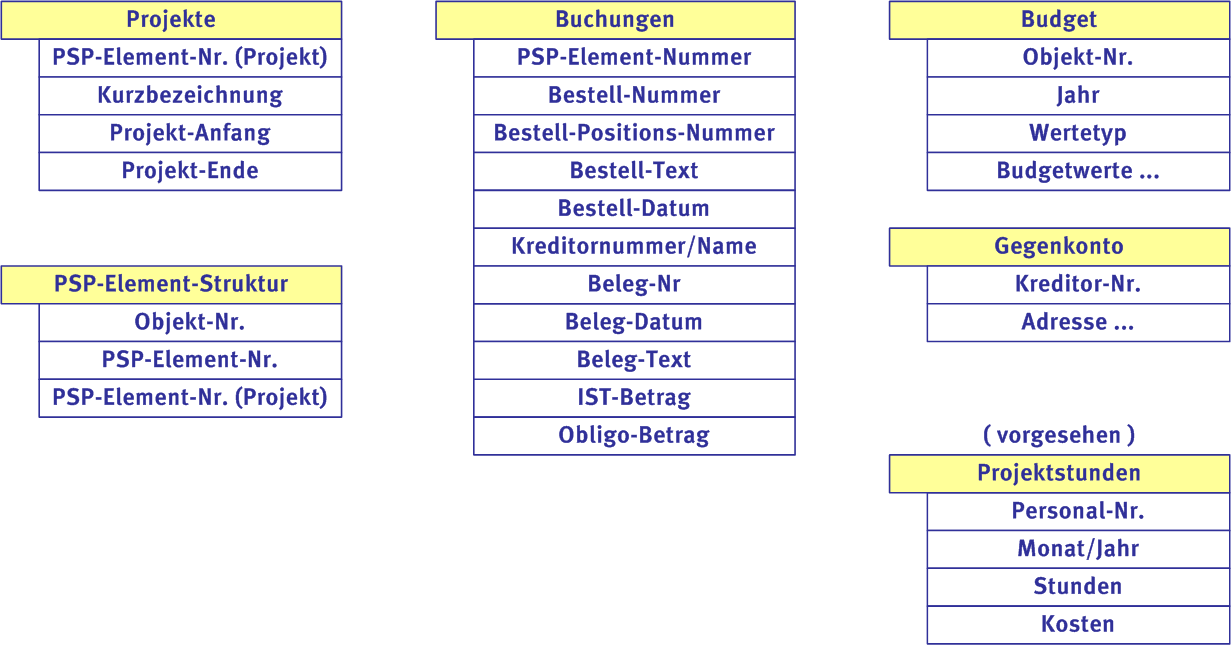 Projekte
PSP-Element-Nr. (Projekt)
Kurzbezeichnung
Projekt-Anfang
Projekt-Ende
PSP-Element-Struktur
Objekt-Nr.
PSP-Element-Nr.
PSP-Element-Nr. (Projekt)
Buchungen
PSP-Element-Nummer
Bestell-Nummer
Bestell-Positions-Nummer
Bestell-Text
Bestell-Datum
Kreditornummer/Name
Beleg-Nr
Beleg-Datum
Beleg-Text
IST-Betrag
Obligo-Betrag
Budget
Objekt-Nr.
Jahr
Wertetyp
Budgetwerte ...
Gegenkonto
Kreditor-Nr.
Adresse ...
( vorgesehen )
Projektstunden
Personal-Nr.
Monat/Jahr
Stunden
Kosten